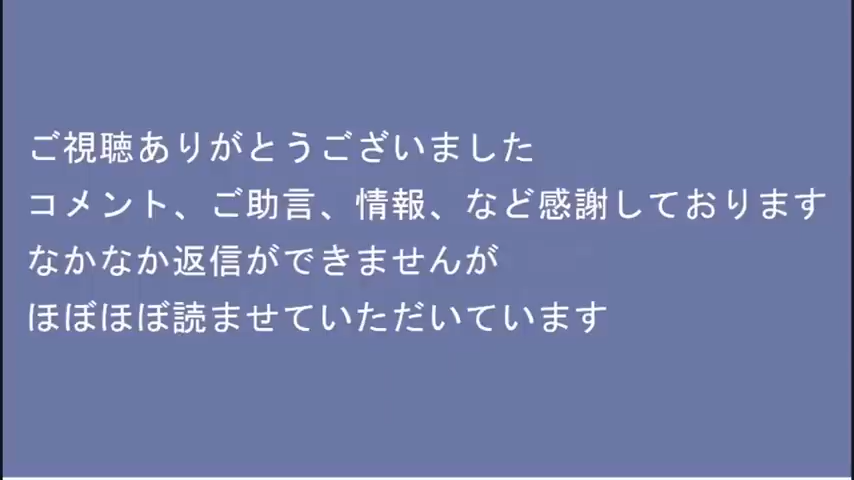 ご視聴ありがとうございました
コメント、ご助言、情報、など感謝しております
なかなか返信ができませんが
ほぼほぼ読ませていただいています